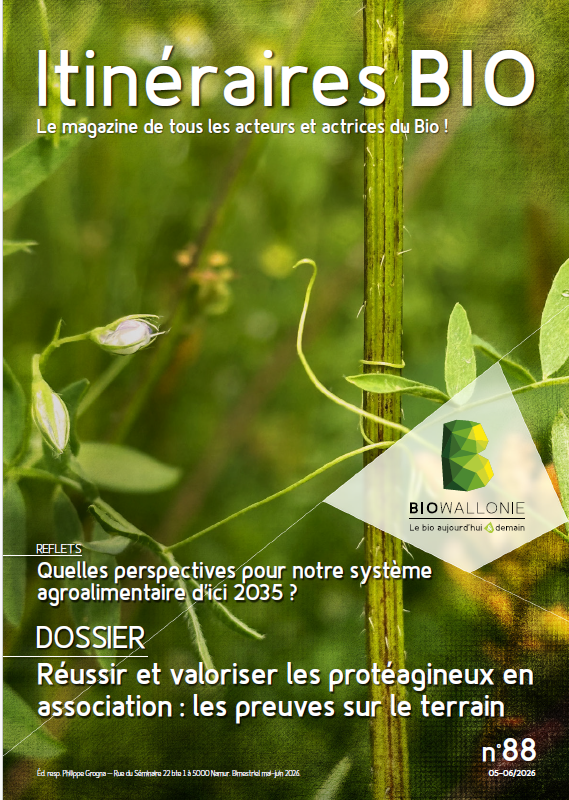 Itinéraires BIO
Le magazine de tous les acteurs et actrices du Bio !
BIOWALLONIE
Le bio aujourd'hui & demain
REFLETS
Quelles perspectives pour notre système
agroalimentaire d'ici 2035 ?
DOSSIER
Réussir et valoriser les protéagineux en
association : les preuves sur le terrain
n°88
Éd. resp. Philippe Grogna – Rue du Séminaire 22 bte 1 à 5000 Namur. Bimestriel mai-juin 2026.
05-06/2026